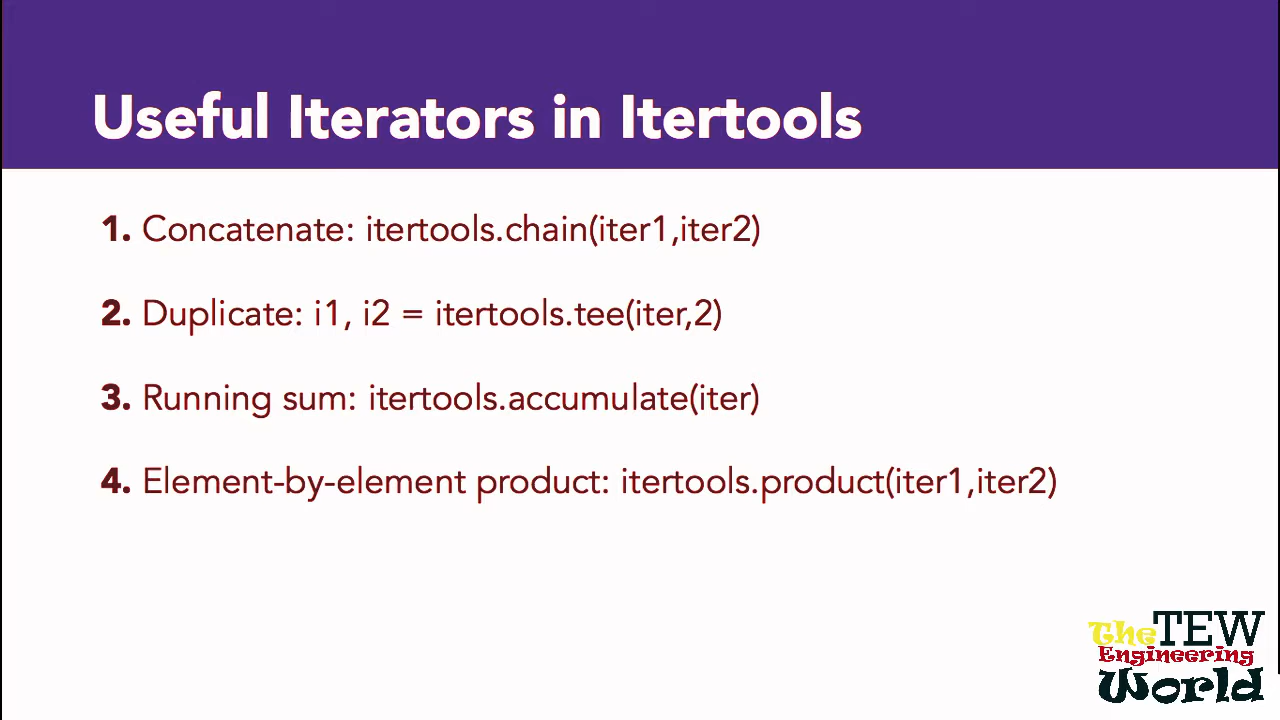 Useful Iterators in Itertools
1. Concatenate: itertools.chain(iter1,iter2)
2. Duplicate: i1, i2 = itertools.tee(iter,2)
3. Running sum: itertools.accumulate(iter)
4. Element-by-element product: itertools.product(iter1,iter2)
The TEW
Engineering
World